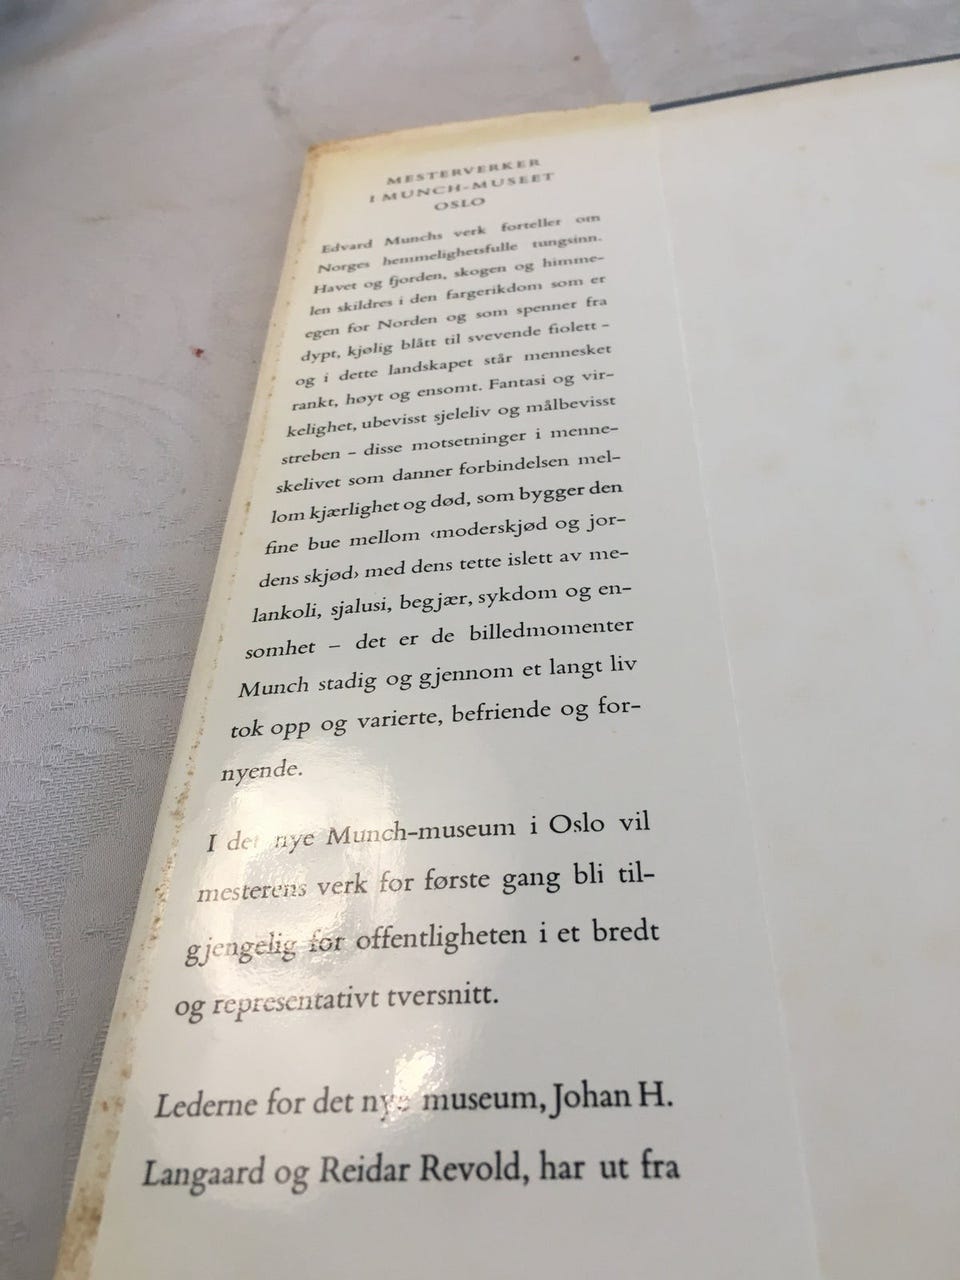 MESTERVERKER
I MUNCH-MUSEET
OSLO
Edvard Munchs verk forteller om
Norges hemmelighetsfulle tungsinn.
Havet og fjorden, skogen og himme-
len skildres i den fargerikdom som er
egen for Norden og som spenner fra
dypt, kjølig blått til svevende fiolett –
og i dette landskapet står mennesket
rankt, høyt og ensomt. Fantasi og vir-
kelighet, ubevisst sjeleliv og målbevisst
streben – disse motsetninger i menne-
skelivet som danner forbindelsen mel-
lom kjærlighet og død, som bygger den
fine bue mellom ‹moderskjød og jor-
dens skjød› med dens tette islett av me-
lankoli, sjalusi, begjær, sykdom og en-
somhet – det er de billedmomenter
Munch stadig og gjennom et langt liv
tok opp og varierte, befriende og for-
nyende.
I det nye Munch-museum i Oslo vil
mesterens verk for første gang bli til-
gjengelig for offentligheten i et bredt
og representativt tversnitt.
Lederne for det nye museum, Johan H.
Langaard og Reidar Revold, har ut fra